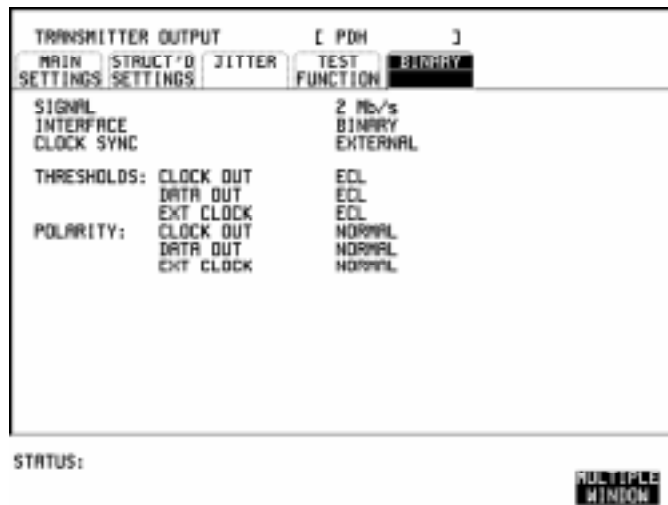 TRANSMITTER OUTPUT [ PDH ]
MAIN SETTINGS STRUCT'D SETTINGS JITTER TEST FUNCTION BINARY
SIGNAL 2 Mb/s
INTERFACE BINARY
CLOCK SYNC EXTERNAL
THRESHOLDS: CLOCK OUT ECL
DATA OUT ECL
EXT CLOCK ECL
POLARITY: CLOCK OUT NORMAL
DATA OUT NORMAL
EXT CLOCK NORMAL
STATUS:
MULTIPLE
WINDOW